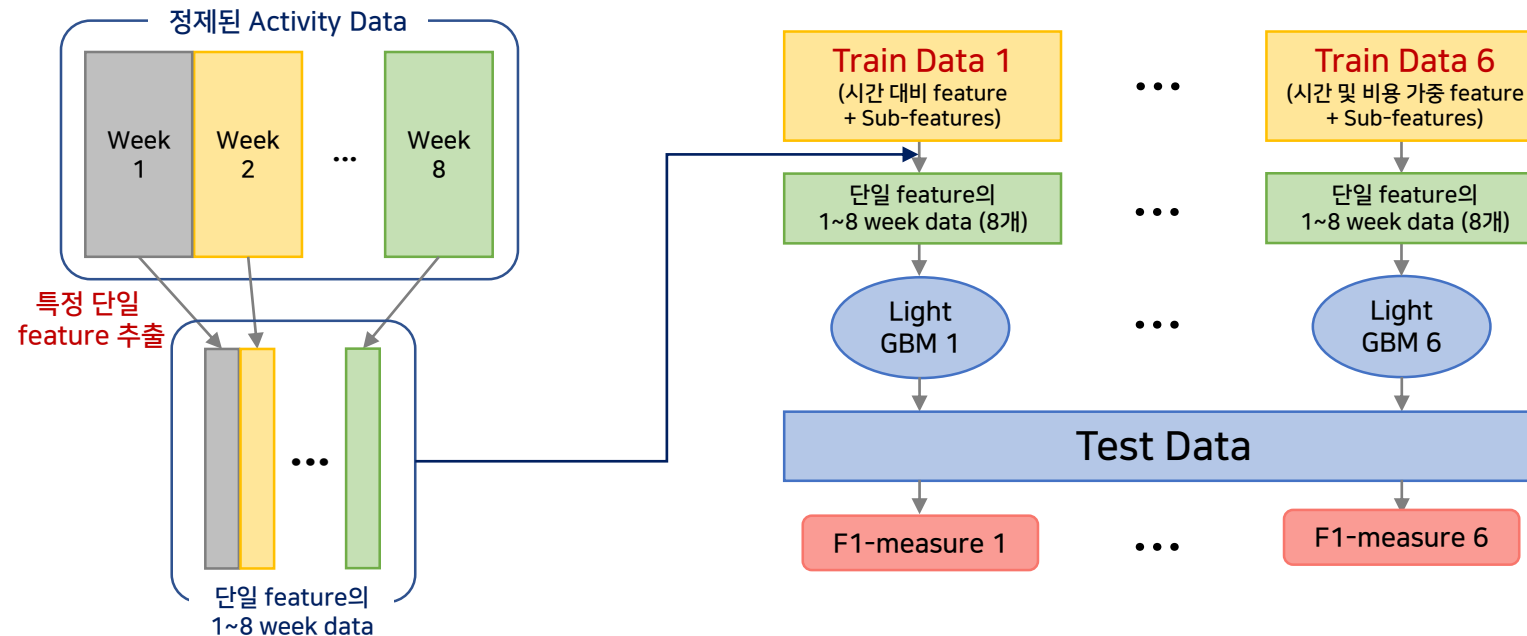 정제된 Activity Data
Week
1
Week
2
...
Week
8
특정 단일
feature 추출
...
단일 feature의
1~8 week data
Train Data 1
(시간 대비 feature
+ Sub-features)
...
Train Data 6
(시간 및 비용 가중 feature
+ Sub-features)
단일 feature의
1~8 week data (8개)
...
단일 feature의
1~8 week data (8개)
Light
GBM 1
...
Light
GBM 6
Test Data
F1-measure 1
...
F1-measure 6